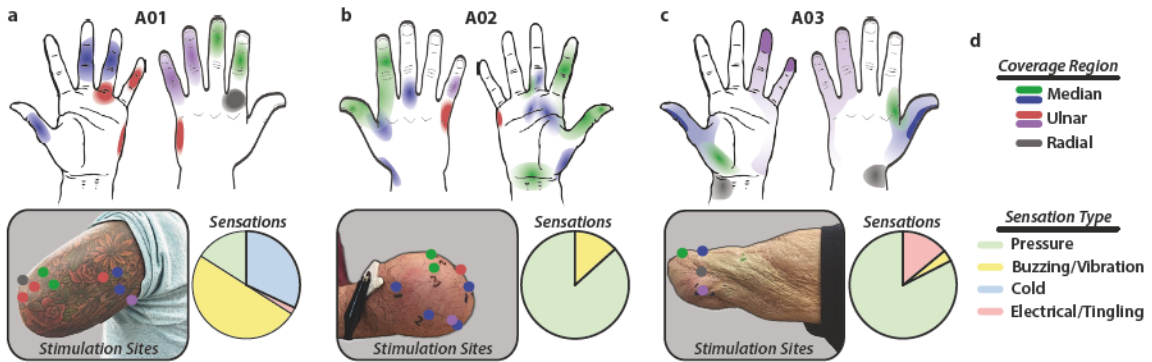 a A01
b A02
c A03
d
Coverage Region
Median
Ulnar
Radial
Sensations
Stimulation Sites
Sensations
Stimulation Sites
Sensations
Stimulation Sites
Sensation Type
Pressure
Buzzing/Vibration
Cold
Electrical/Tingling